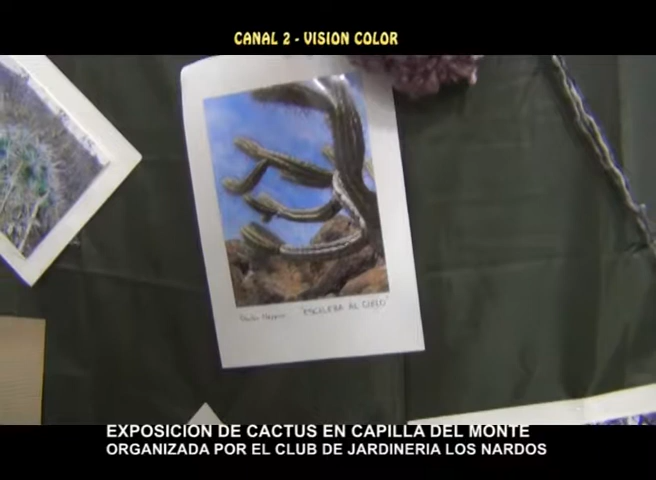 CANAL 2 - VISION COLOR
"ESCALERA AL CIELO"
EXPOSICION DE CACTUS EN CAPILLA DEL MONTE
ORGANIZADA POR EL CLUB DE JARDINERIA LOS NARDOS